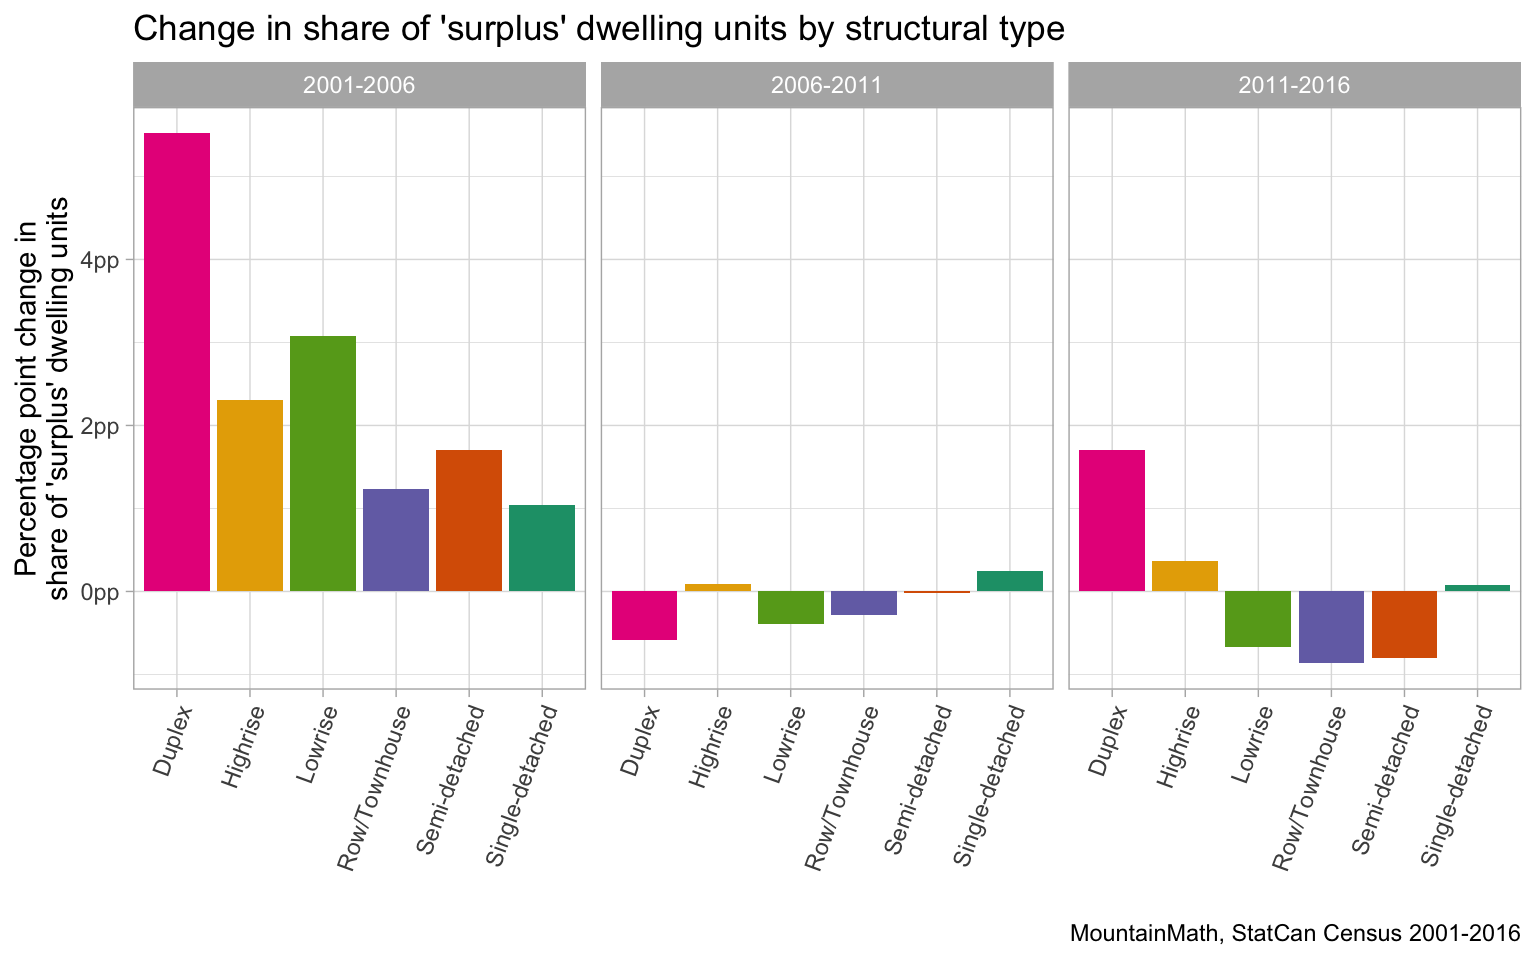 Change in share of 'surplus' dwelling units by structural type
2001-2006
2006-2011
2011-2016
Percentage point change in
share of 'surplus' dwelling units
4pp
2pp
0pp
Duplex
Highrise
Lowrise
Row/Townhouse
Semi-detached
Single-detached
Duplex
Highrise
Lowrise
Row/Townhouse
Semi-detached
Single-detached
Duplex
Highrise
Lowrise
Row/Townhouse
Semi-detached
Single-detached
MountainMath, StatCan Census 2001-2016